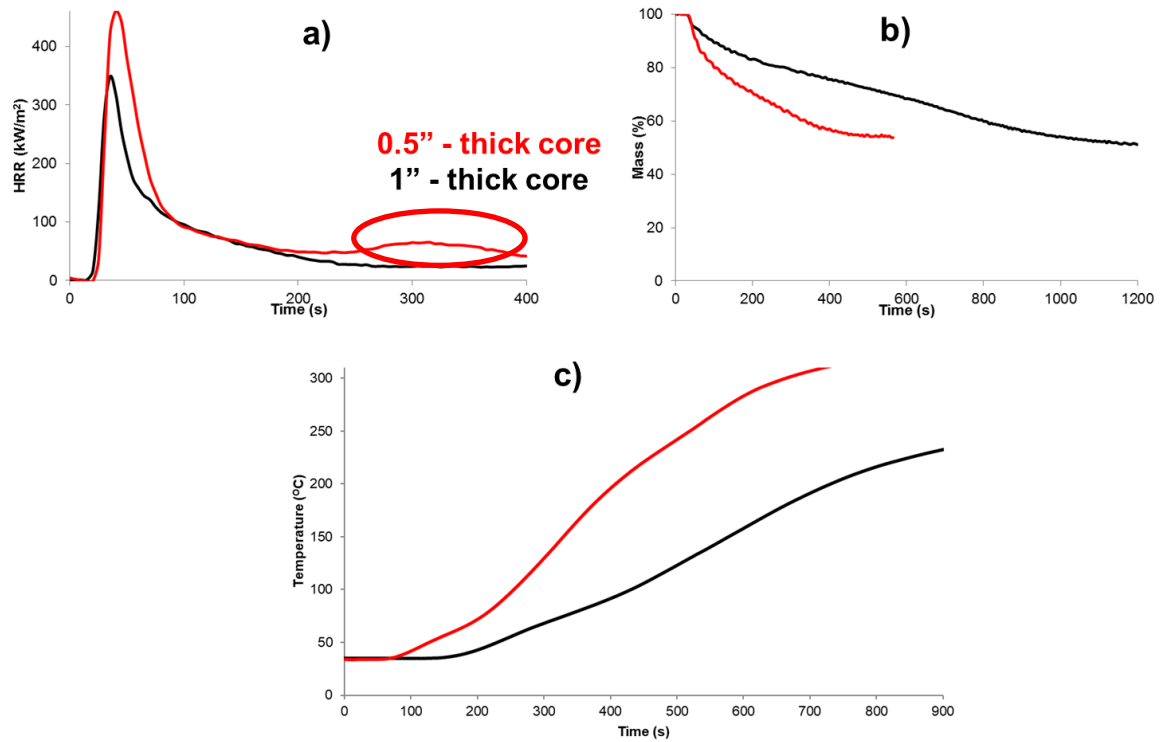 a)
HRR (kW/m²)
400
300
200
100
0
0 100 200 300 400
Time (s)
0.5” - thick core
1” - thick core
b)
Mass (%)
100
80
60
40
20
0
0 200 400 600 800 1000 1200
Time (s)
c)
Temperature (ºC)
300
250
200
150
100
50
0
0 100 200 300 400 500 600 700 800 900
Time (s)